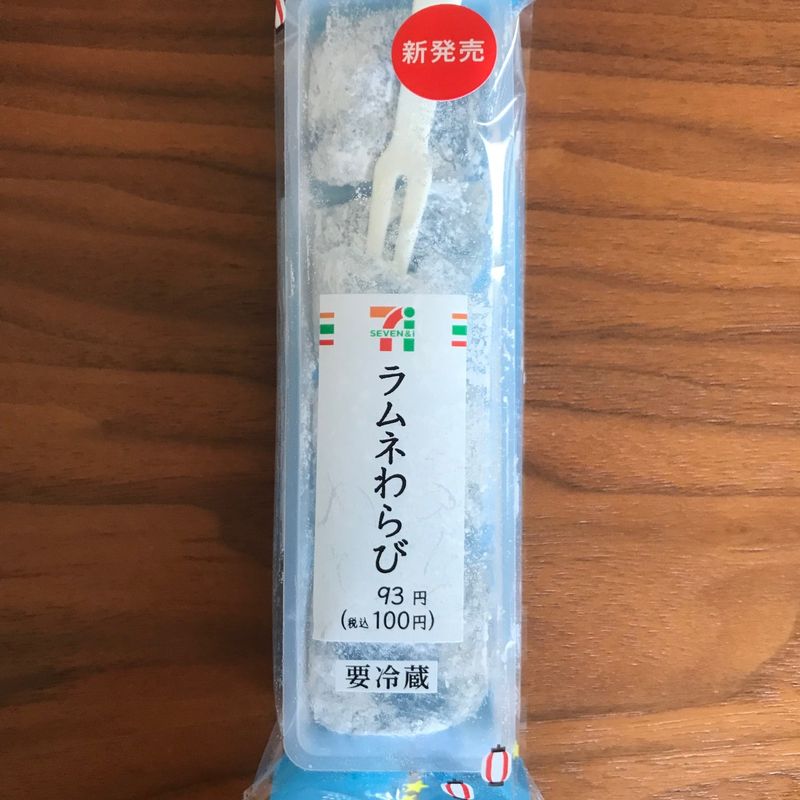 新発売
SEVEN&i
ラムネわらび
93円
(税込100円)
要冷蔵